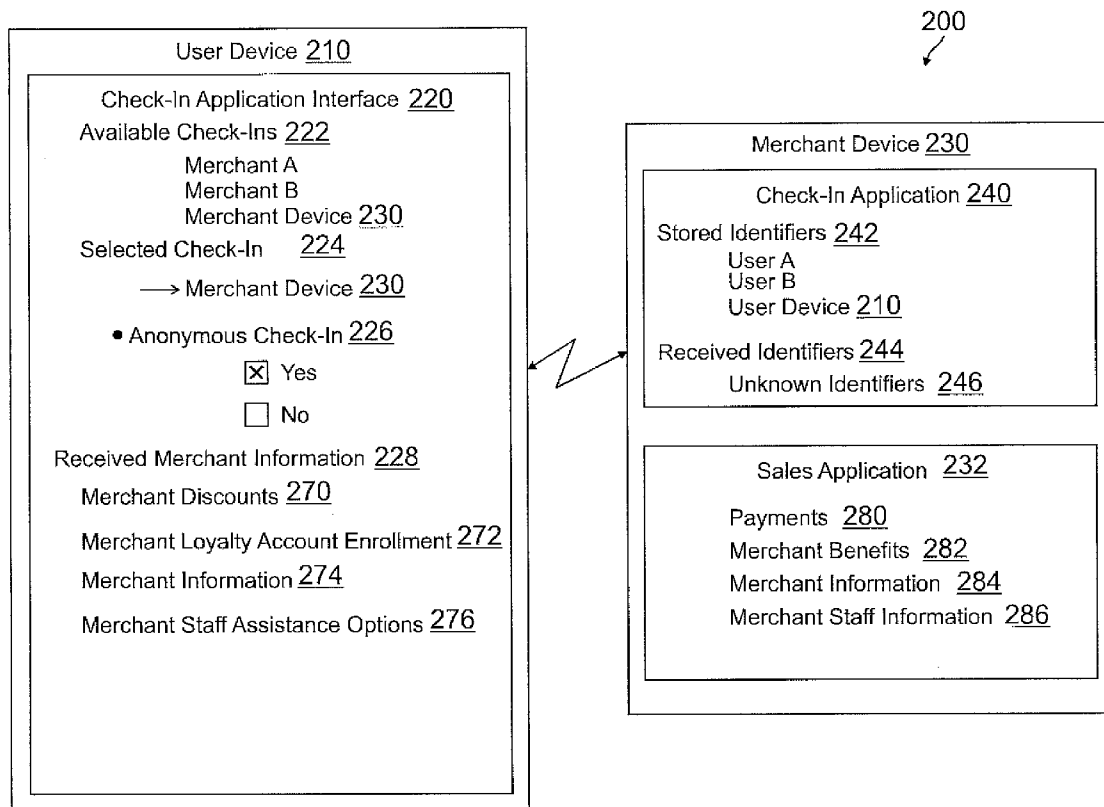 200
User Device 210
Check-In Application Interface 220
Available Check-Ins 222
Merchant A
Merchant B
Merchant Device 230
Selected Check-In 224
Merchant Device 230
Anonymous Check-In 226
Yes
No
Received Merchant Information 228
Merchant Discounts 270
Merchant Loyalty Account Enrollment 272
Merchant Information 274
Merchant Staff Assistance Options 276
Merchant Device 230
Check-In Application 240
Stored Identifiers 242
User A
User B
User Device 210
Received Identifiers 244
Unknown Identifiers 246
Sales Application 232
Payments 280
Merchant Benefits 282
Merchant Information 284
Merchant Staff Information 286